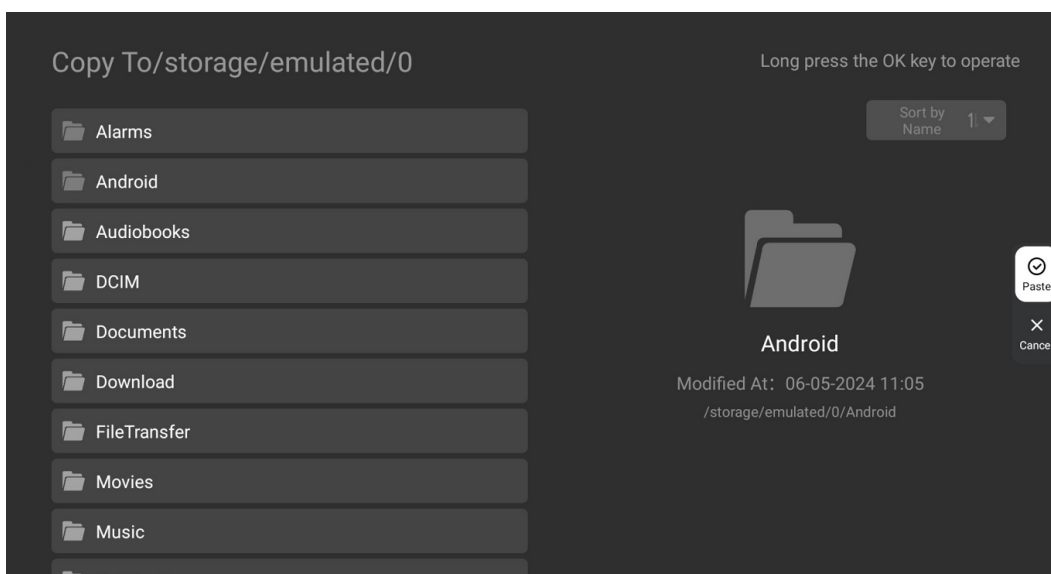 Copy To/storage/emulated/0
Long press the OK key to operate
Sort by
Name
Alarms
Android
Audiobooks
DCIM
Documents
Download
FileTransfer
Movies
Music
Android
Modified At: 06-05-2024 11:05
/storage/emulated/0/Android
Paste
Cance